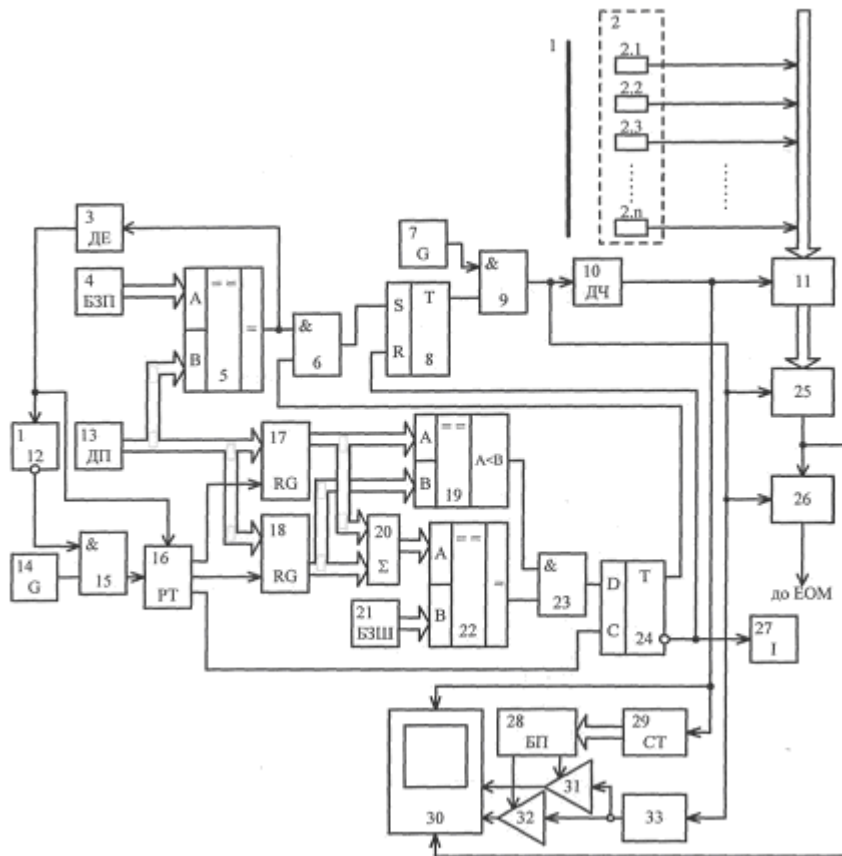 1
2
2.1
2.2
2.3
2.n
3
ДЕ
4
БЗП
A
B
==
=
5
&
6
7
G
S
R
T
8
&
9
10
ДЧ
11
25
26
до ЕОМ
1
12
13
ДП
14
G
&
15
16
РТ
17
RG
18
RG
A
B
==
19
A<B
20
Σ
21
БЗШ
A
B
==
22
=
&
23
D
C
T
24
27
I
28
БП
29
СТ
30
31
32
33